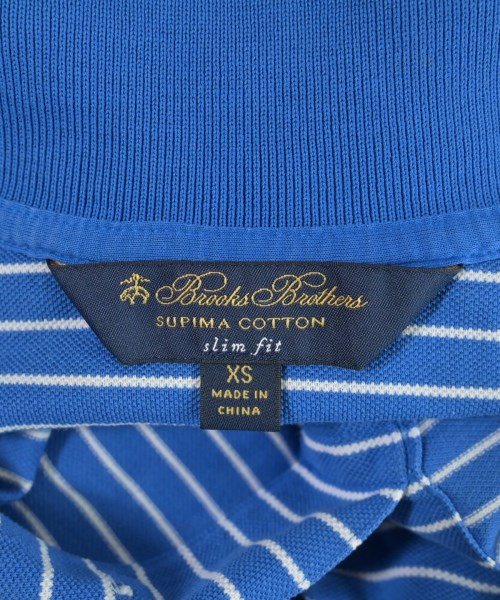 Brooks Brothers
SUPIMA COTTON
slim fit
XS
MADE IN
CHINA